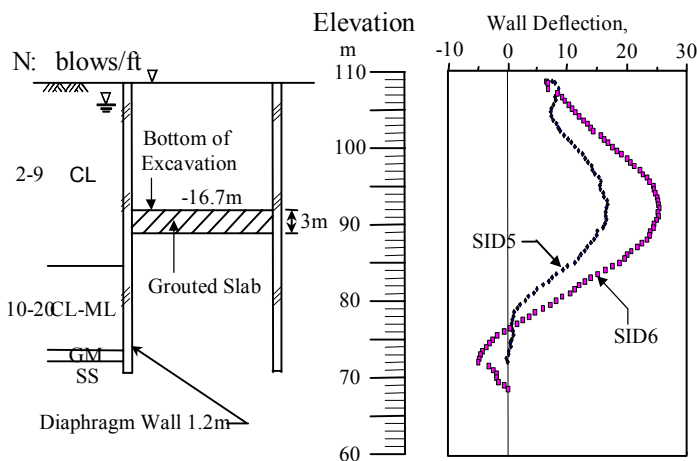 N: blows/ft
2-9
CL
Bottom of
Excavation
-16.7m
3m
Grouted Slab
10-20
CL-ML
GM
SS
Diaphragm Wall 1.2m
Elevation
m
110
100
90
80
70
60
Wall Deflection,
-10
0
10
20
30
SID5
SID6